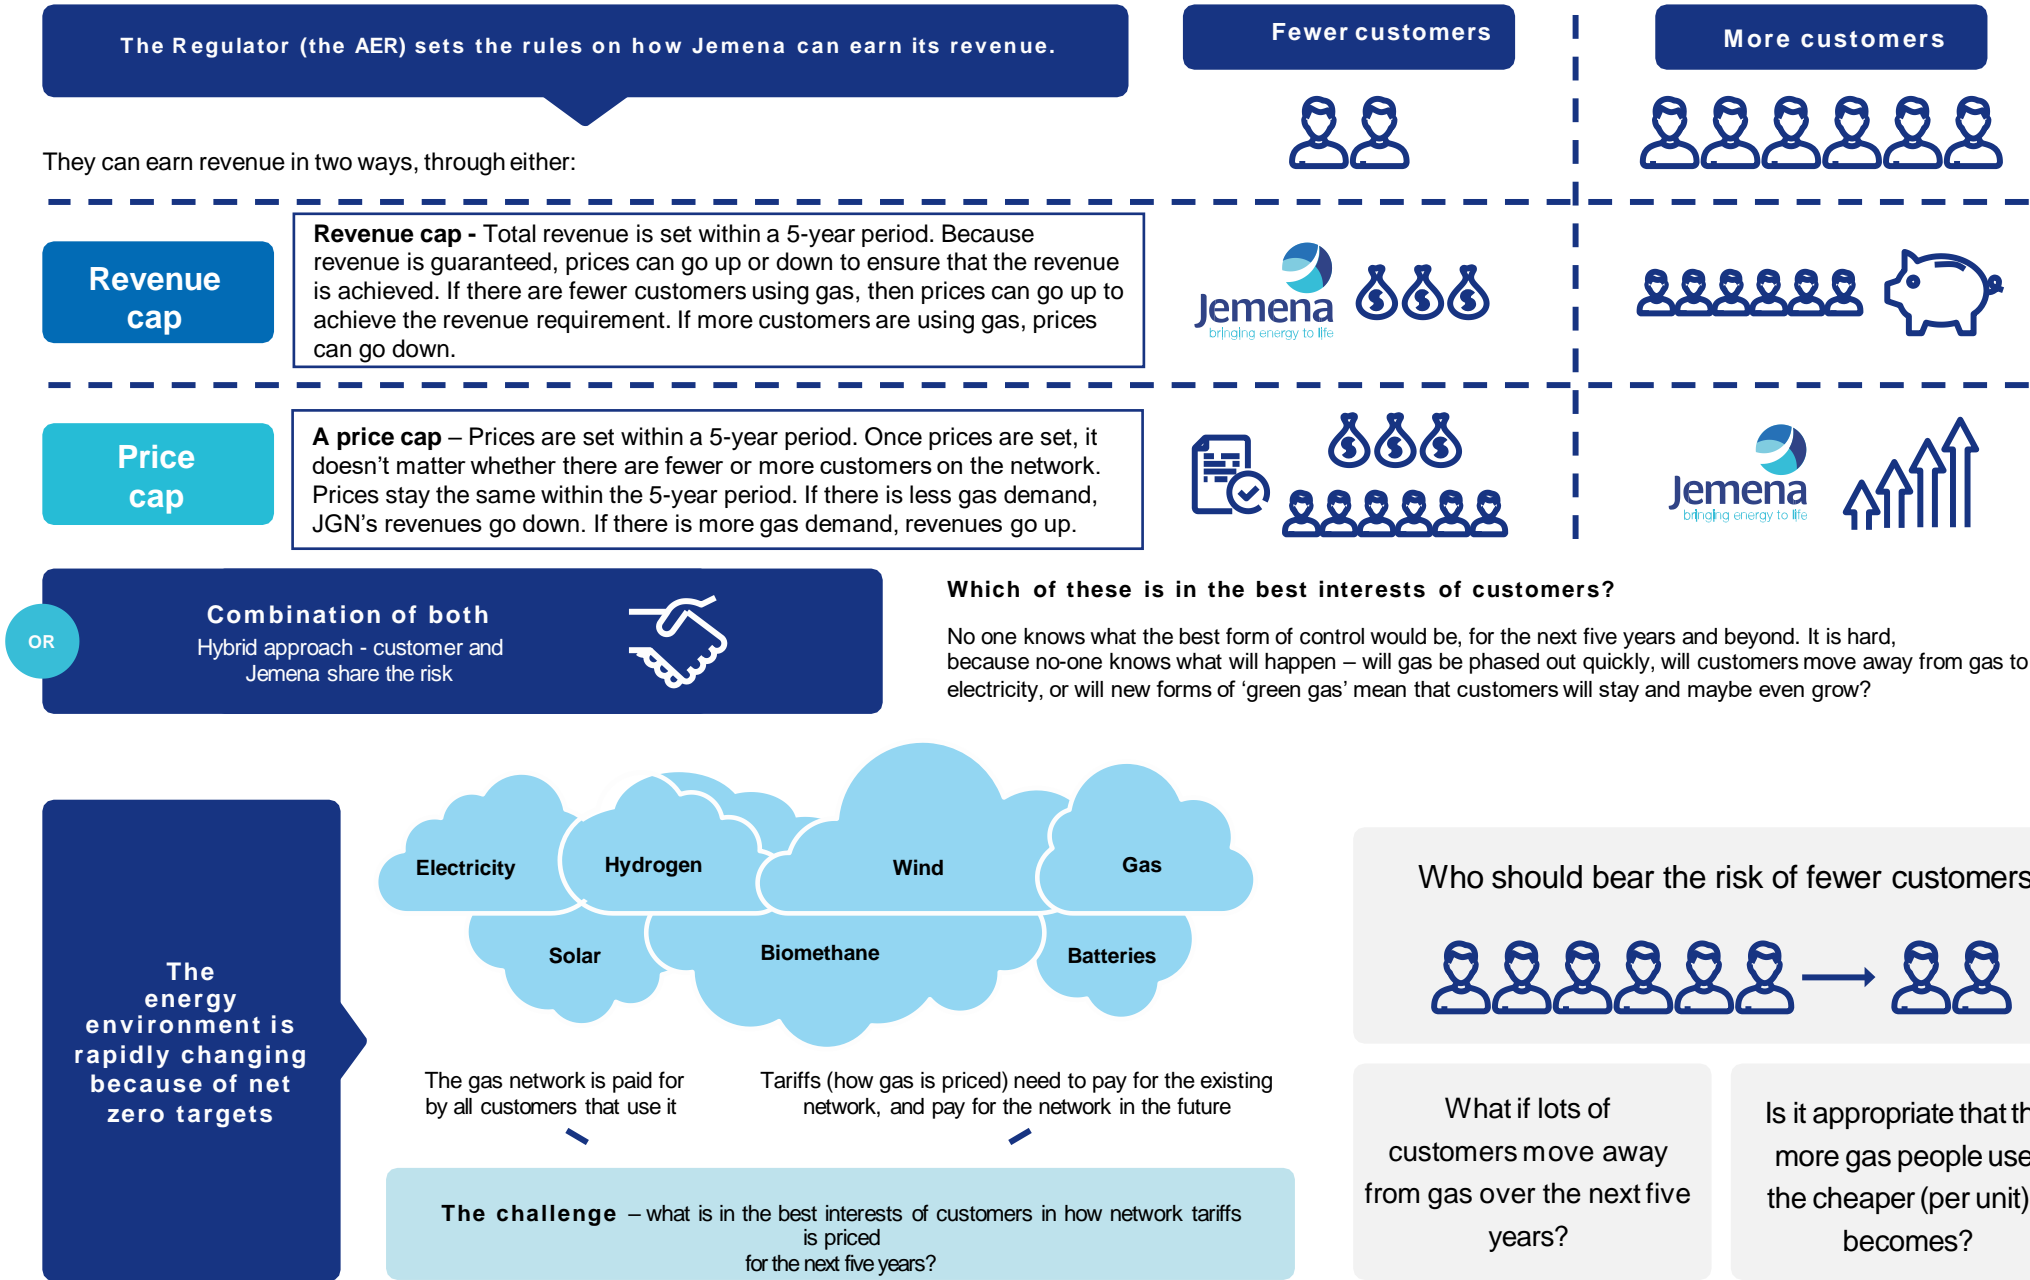 The Regulator (the AER) sets the rules on how Jemena can earn its revenue.
Fewer customers
More customers
They can earn revenue in two ways, through either:
Revenue
cap
Revenue cap - Total revenue is set within a 5-year period. Because
revenue is guaranteed, prices can go up or down to ensure that the revenue
is achieved. If there are fewer customers using gas, then prices can go up to
achieve the revenue requirement. If more customers are using gas, prices
can go down.
Jemena
bringing energy to life
Price
cap
A price cap – Prices are set within a 5-year period. Once prices are set, it
doesn't matter whether there are fewer or more customers on the network.
Prices stay the same within the 5-year period. If there is less gas demand,
JGN's revenues go down. If there is more gas demand, revenues go up.
Jemena
bringing energy to life
OR
Combination of both
Hybrid approach - customer and
Jemena share the risk
Which of these is in the best interests of customers?
No one knows what the best form of control would be, for the next five years and beyond. It is hard,
because no-one knows what will happen – will gas be phased out quickly, will customers move away from gas to
electricity, or will new forms of 'green gas' mean that customers will stay and maybe even grow?
The
energy
environment is
rapidly changing
because of net
zero targets
Electricity
Hydrogen
Wind
Gas
Solar
Biomethane
Batteries
The gas network is paid for
by all customers that use it
Tariffs (how gas is priced) need to pay for the existing
network, and pay for the network in the future
The challenge – what is in the best interests of customers in how network tariffs
is priced
for the next five years?
Who should bear the risk of fewer customers
What if lots of
customers move away
from gas over the next five
years?
Is it appropriate that
more gas people use
the cheaper (per unit)
becomes?